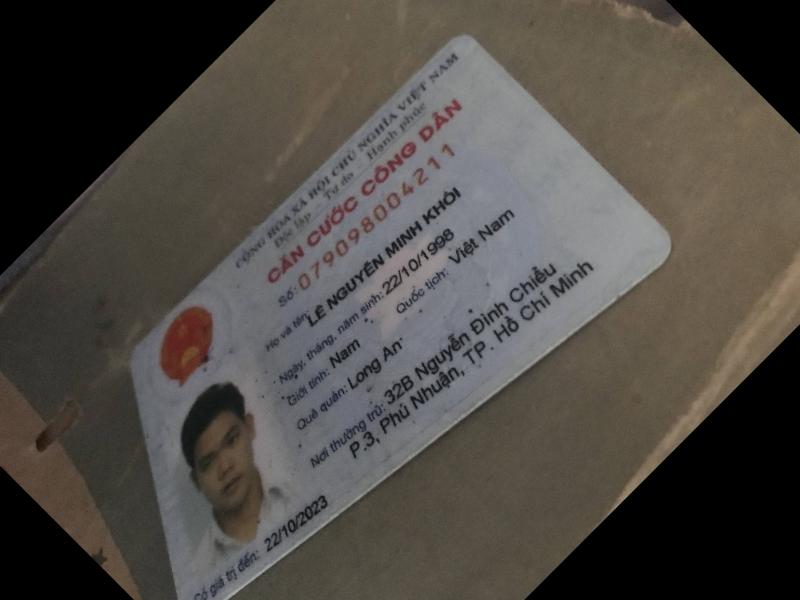 CỘNG HÒA XÃ HỘI CHỦ NGHĨA VIỆT NAM
Độc lập - Tự do - Hạnh phúc
CĂN CƯỚC CÔNG DÂN
Số: 079098004211
Họ và tên: LÊ NGUYÊN MINH KHÔI
Ngày, tháng, năm sinh: 22/10/1998
Giới tính: Nam Quốc tịch: Việt Nam
Quê quán: Long An
Nơi thường trú: 32B Nguyễn Đình Chiểu
P.3, Phú Nhuận, TP. Hồ Chí Minh
Có giá trị đến: 22/10/2023